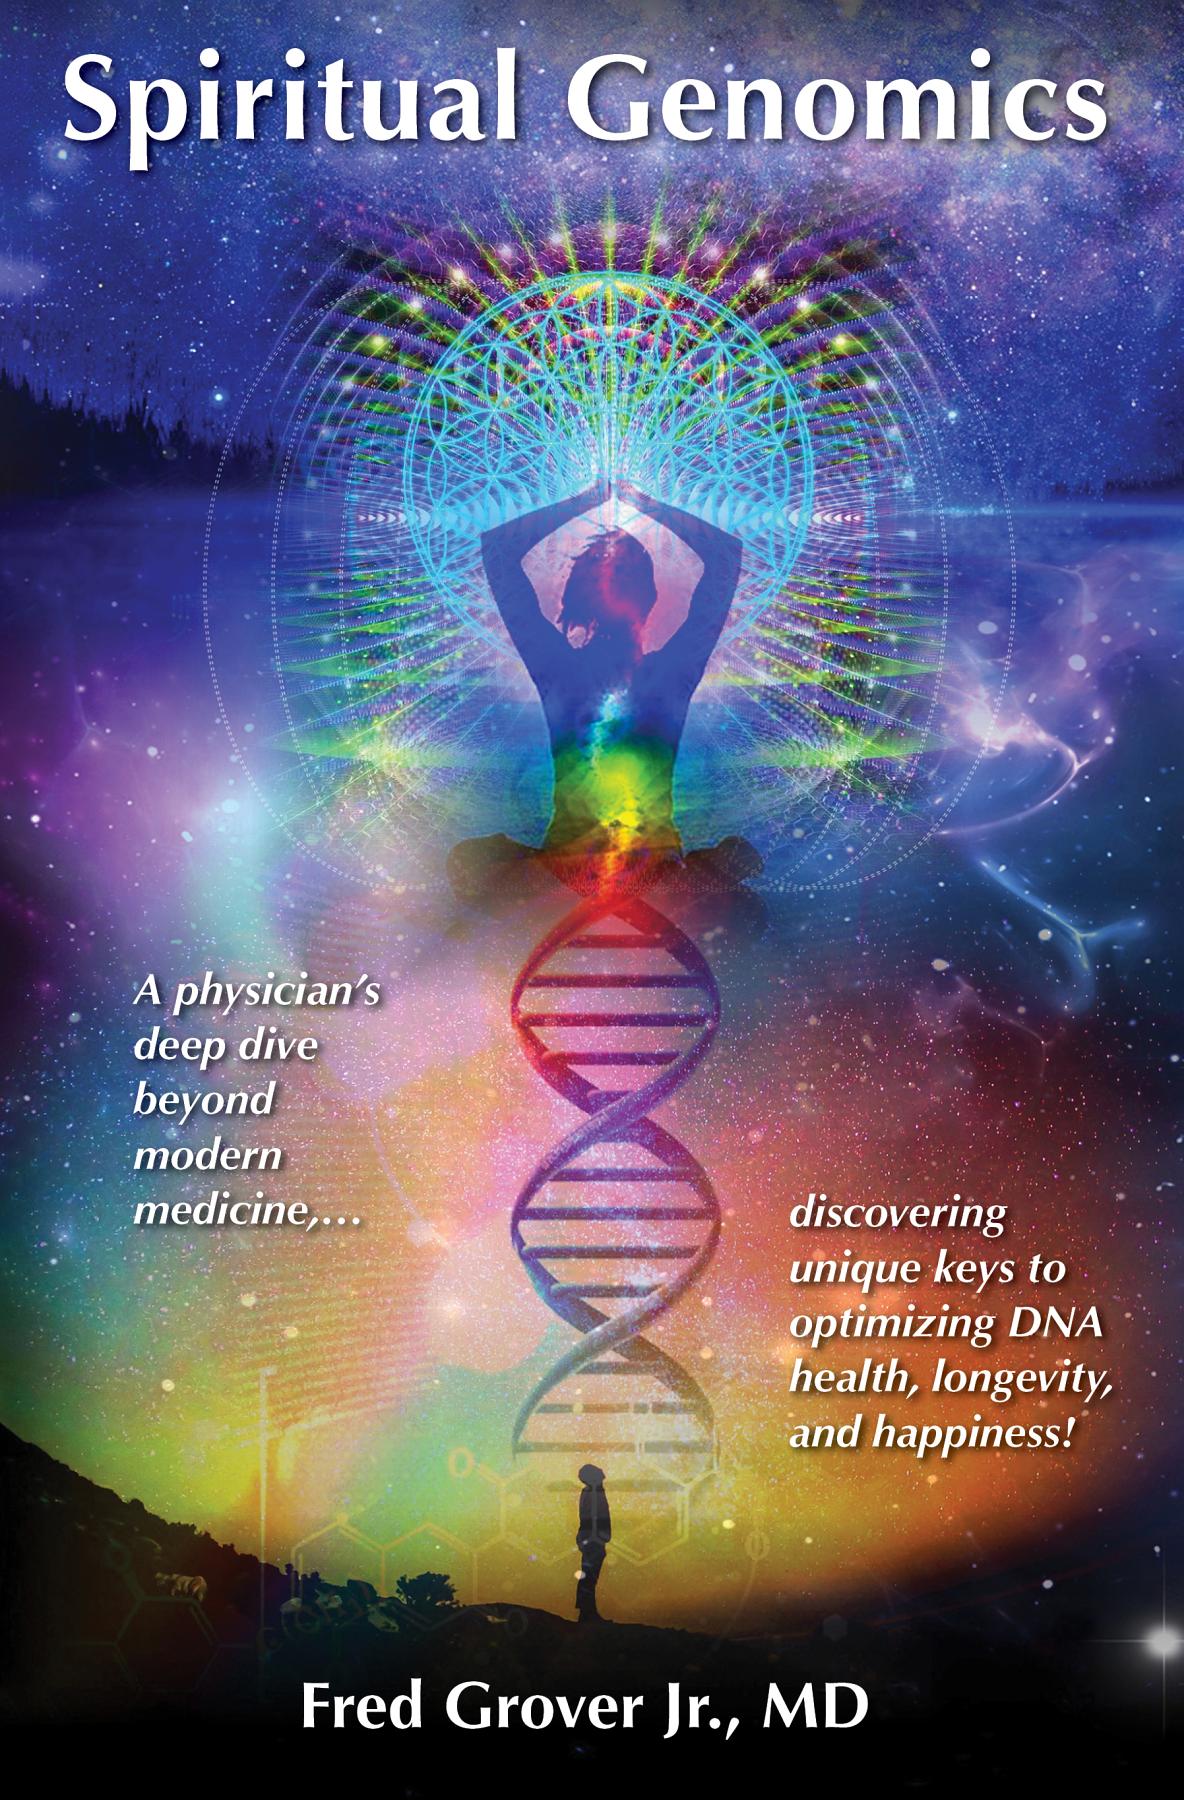 Spiritual Genomics
A physician's
deep dive
beyond
modern
medicine,...
discovering
unique keys to
optimizing DNA
health, longevity,
and happiness!
Fred Grover Jr., MD